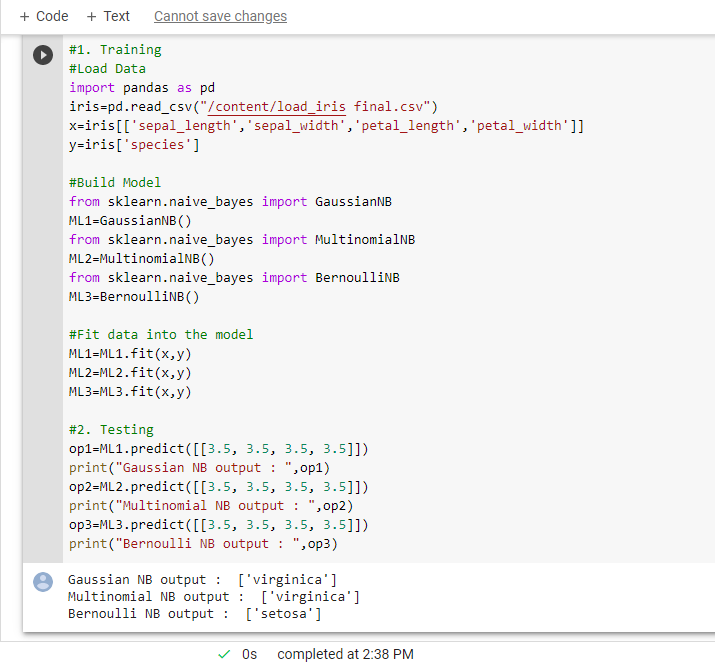 + Code + Text Cannot save changes
#1. Training
#Load Data
import pandas as pd
iris=pd.read_csv("/content/load_iris final.csv")
x=iris[['sepal_length','sepal_width','petal_length','petal_width']]
y=iris['species']
#Build Model
from sklearn.naive_bayes import GaussianNB
ML1=GaussianNB()
from sklearn.naive_bayes import MultinomialNB
ML2=MultinomialNB()
from sklearn.naive_bayes import BernoulliNB
ML3=BernoulliNB()
#Fit data into the model
ML1=ML1.fit(x,y)
ML2=ML2.fit(x,y)
ML3=ML3.fit(x,y)
#2. Testing
op1=ML1.predict([[3.5, 3.5, 3.5, 3.5]])
print("Gaussian NB output : ",op1)
op2=ML2.predict([[3.5, 3.5, 3.5, 3.5]])
print("Multinomial NB output : ",op2)
op3=ML3.predict([[3.5, 3.5, 3.5, 3.5]])
print("Bernoulli NB output : ",op3)
Gaussian NB output :  ['virginica']
Multinomial NB output :  ['virginica']
Bernoulli NB output :  ['setosa']
0s completed at 2:38 PM